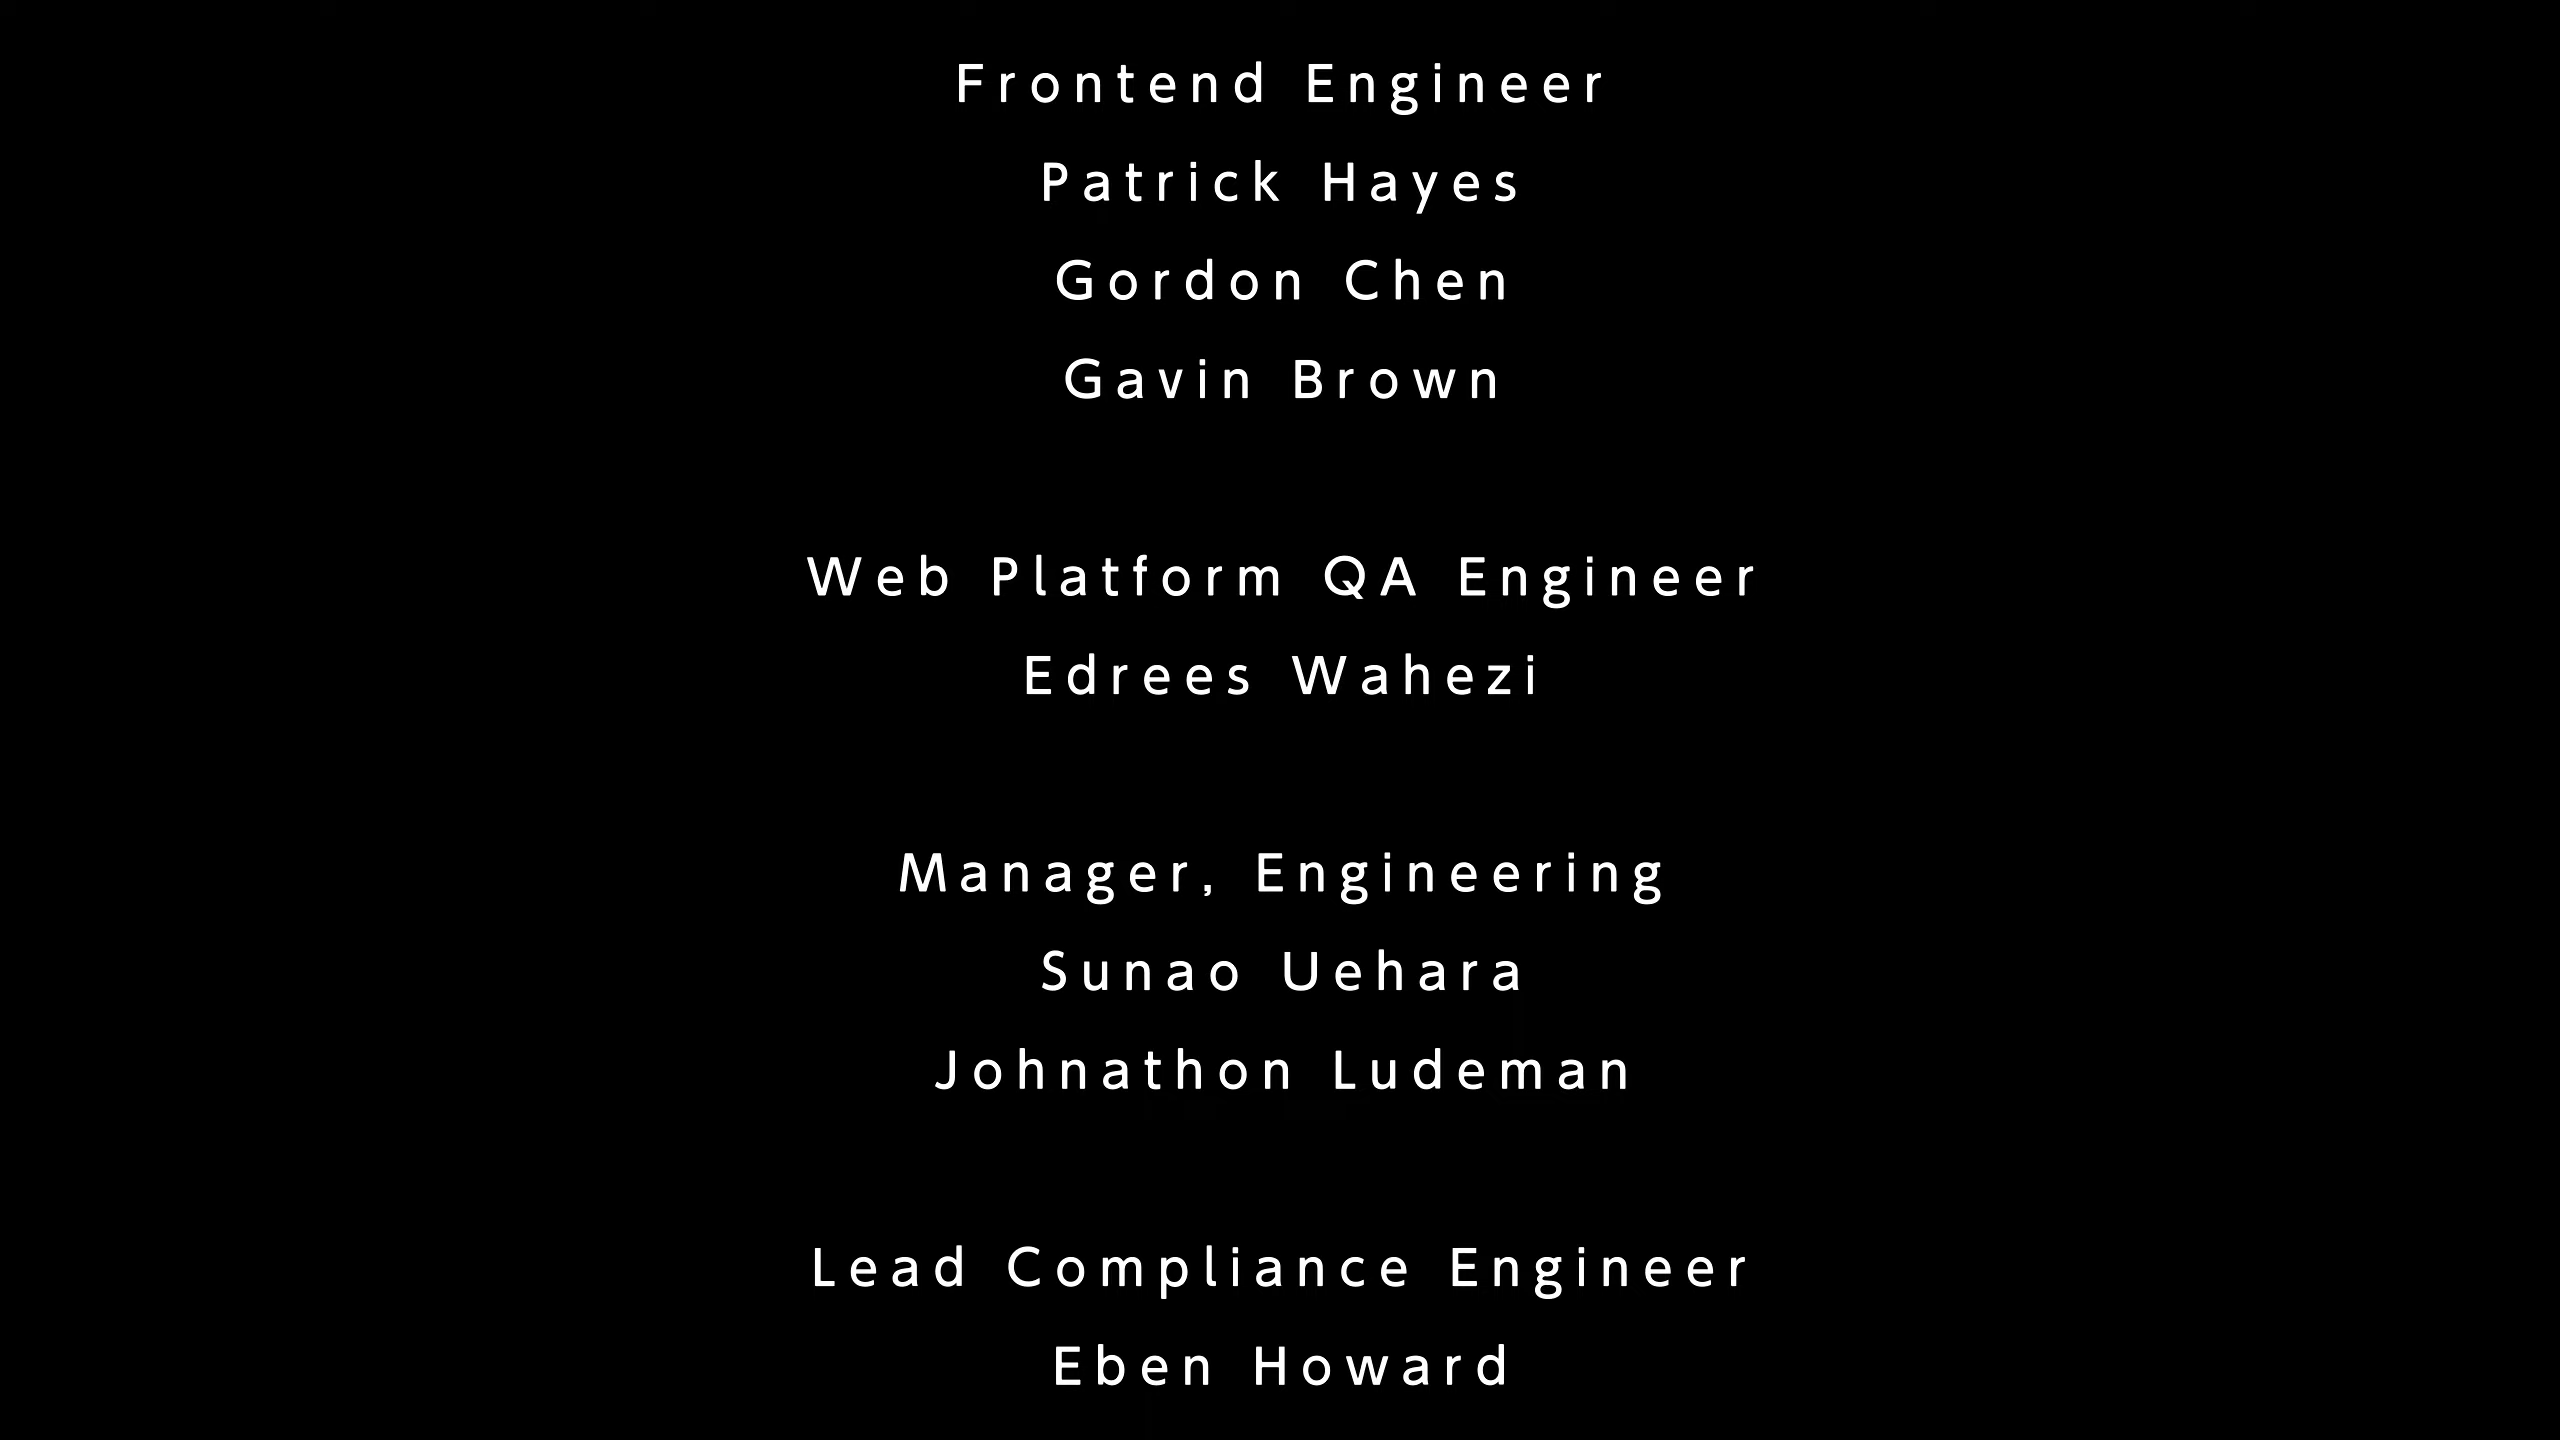 Frontend Engineer
Patrick Hayes
Gordon Chen
Gavin Brown
Web Platform QA Engineer
Edrees Wahezi
Manager, Engineering
Sunao Uehara
Johnathon Ludeman
Lead Compliance Engineer
Eben Howard